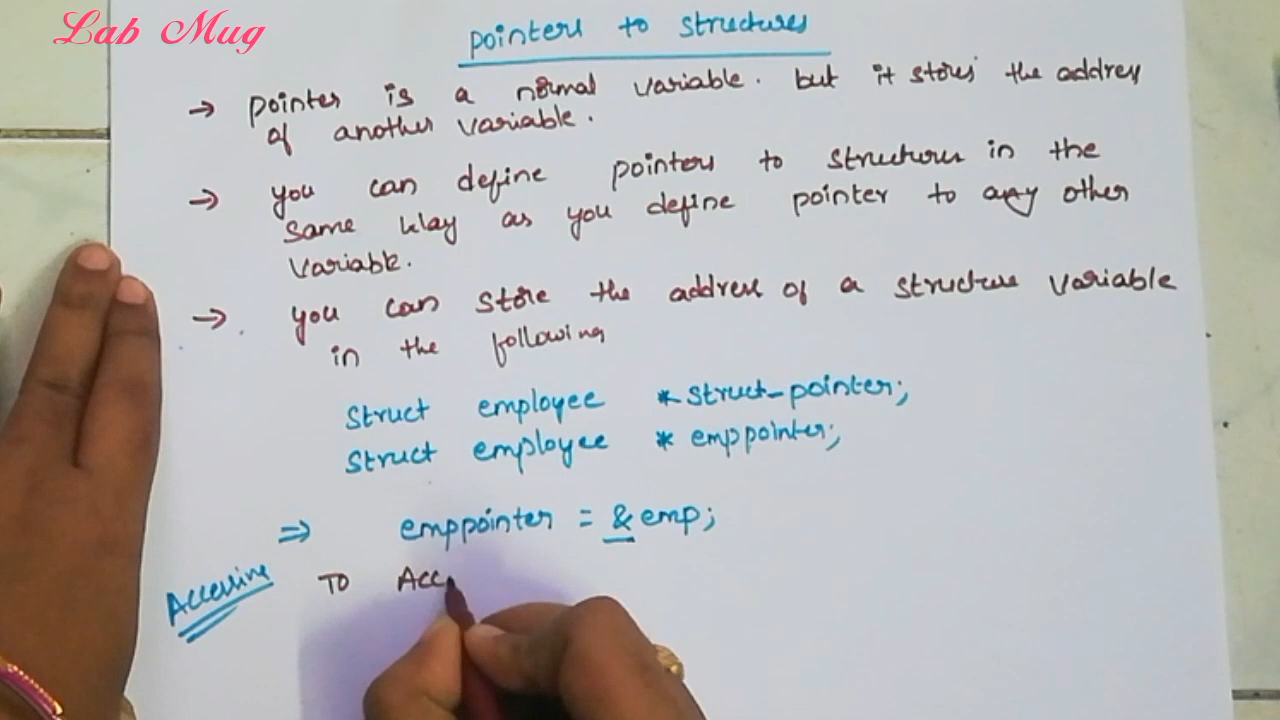 Lab Mug
pointers to structures
→ pointer is a normal variable. but it stores the address
of another variable.
→ you can define pointers to structures in the
same way as you define pointer to any other
variable.
→ you can store the address of a structure variable
in the following
Struct employee * struct-pointer;
Struct employee * emppointer;
⇒ emppointer = &emp;
Accessing TO Acc